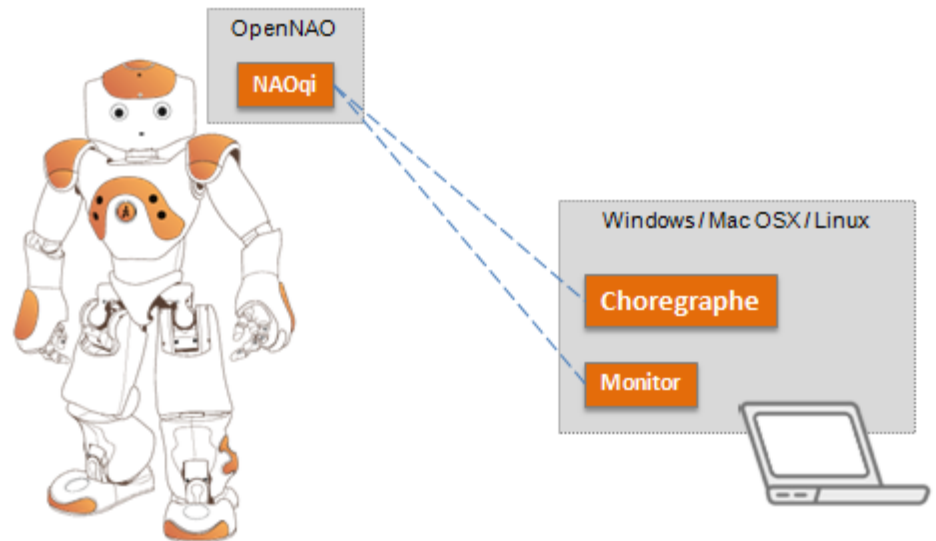 OpenNAO
NAOqi
Windows / Mac OSX / Linux
Choregraphe
Monitor